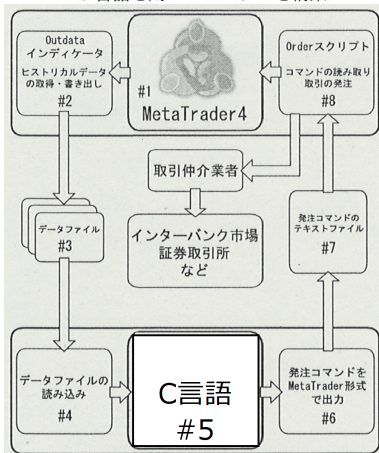 Outdata
インディケータ
ヒストリカルデータ
の取得・書き出し
#2
#1
MetaTrader4
Orderスクリプト
コマンドの読み取り
取引の発注
#8
取引仲介業者
インターバンク市場
証券取引所
など
データファイル
#3
発注コマンドの
テキストファイル
#7
データファイルの
読み込み
#4
C言語
#5
発注コマンドを
MetaTrader形式
で出力
#6